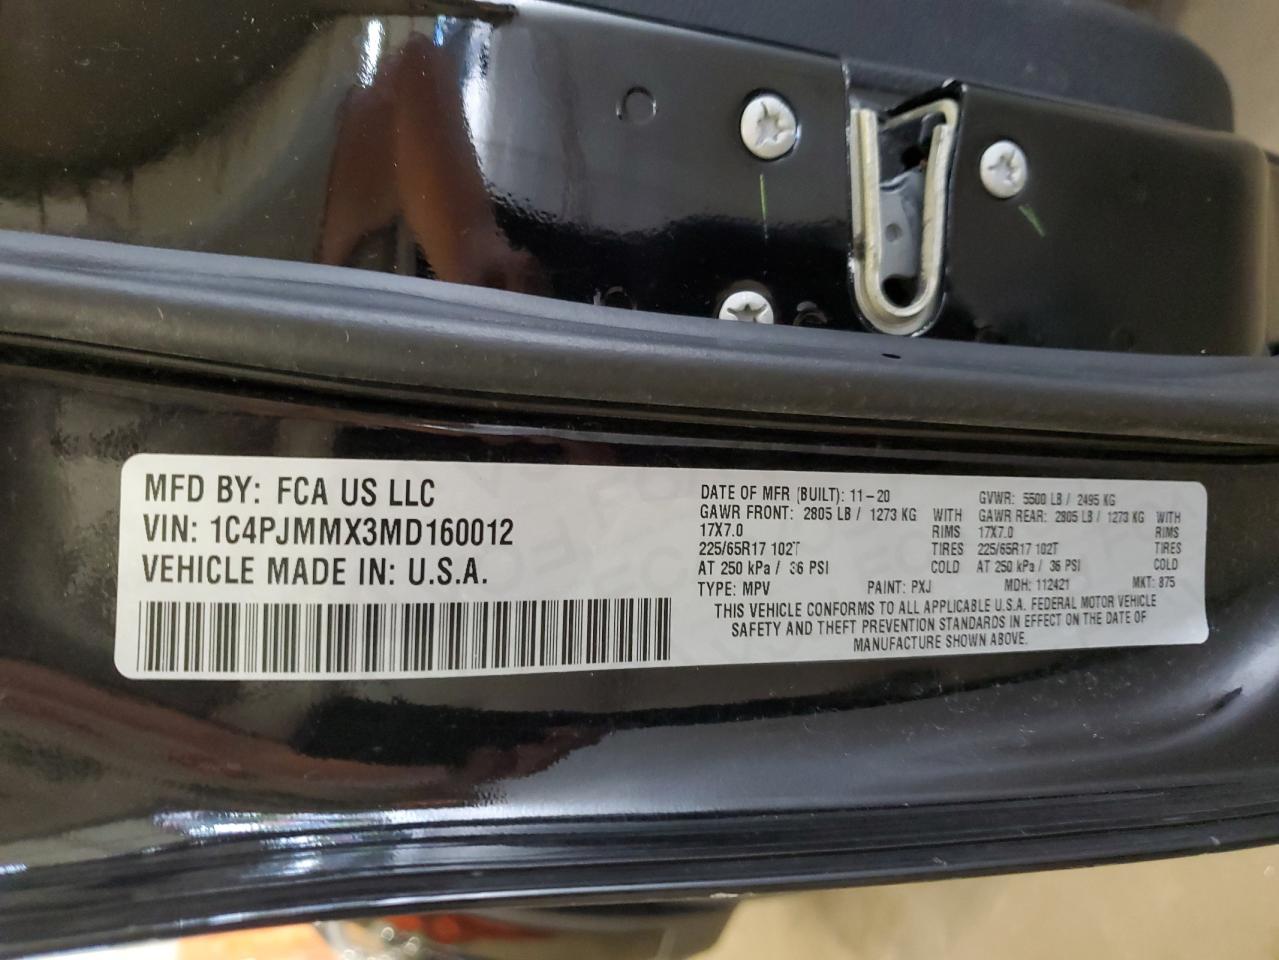 MFD BY: FCA US LLC
VIN: 1C4PJMMX3MD160012
VEHICLE MADE IN: U.S.A.
DATE OF MFR (BUILT): 11-20
GVWR: 5500 LB / 2495 KG
GAWR FRONT: 2805 LB / 1273 KG WITH
GAWR REAR: 2805 LB / 1273 KG WITH
17X7.0 RIMS
17X7.0 RIMS
225/65R17 102T TIRES
225/65R17 102T TIRES
AT 250 kPa / 36 PSI COLD
AT 250 kPa / 36 PSI COLD
TYPE: MPV PAINT: PXJ MDH: 112421 MKT: 875
THIS VEHICLE CONFORMS TO ALL APPLICABLE U.S.A. FEDERAL MOTOR VEHICLE
SAFETY AND THEFT PREVENTION STANDARDS IN EFFECT ON THE DATE OF
MANUFACTURE SHOWN ABOVE.